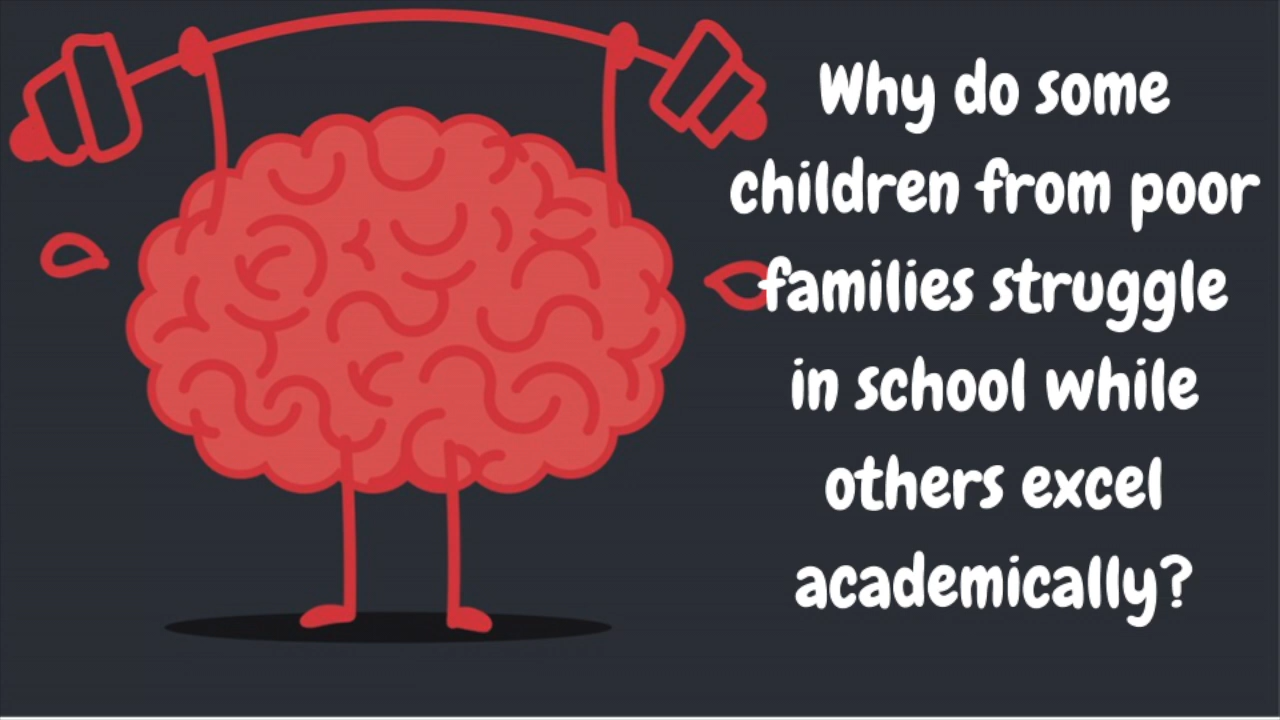 Why do some
children from poor
families struggle
in school while
others excel
academically?